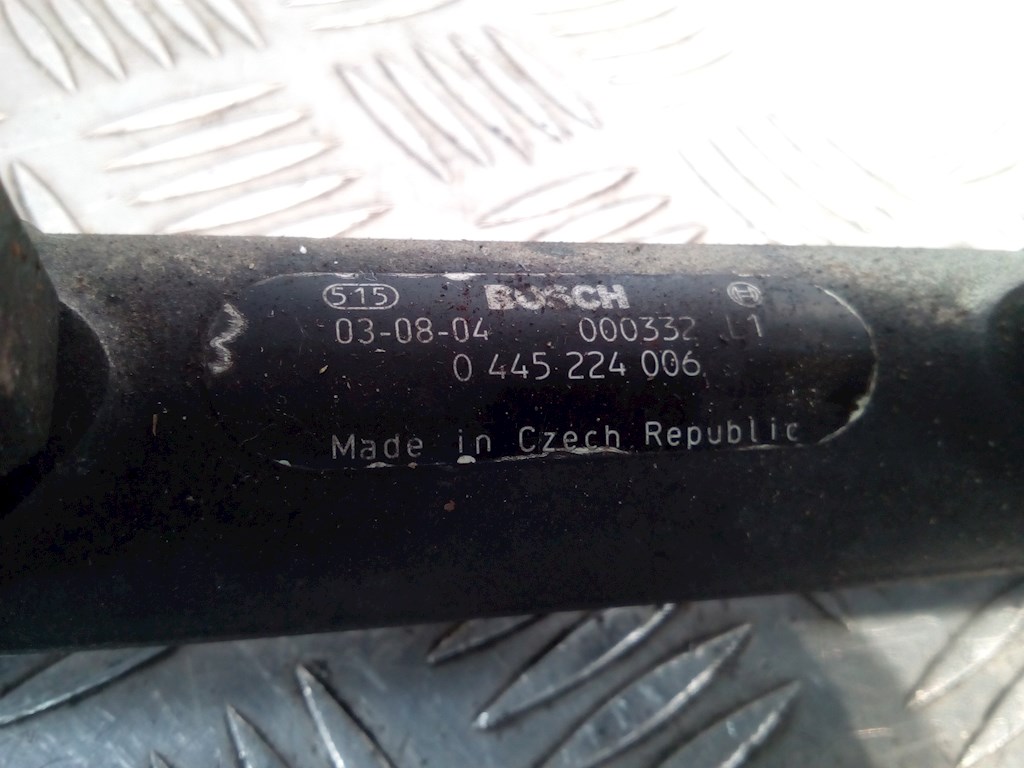 515 BOSCH
03-08-04 000332 L1
0 445 224 006
Made in Czech Republic